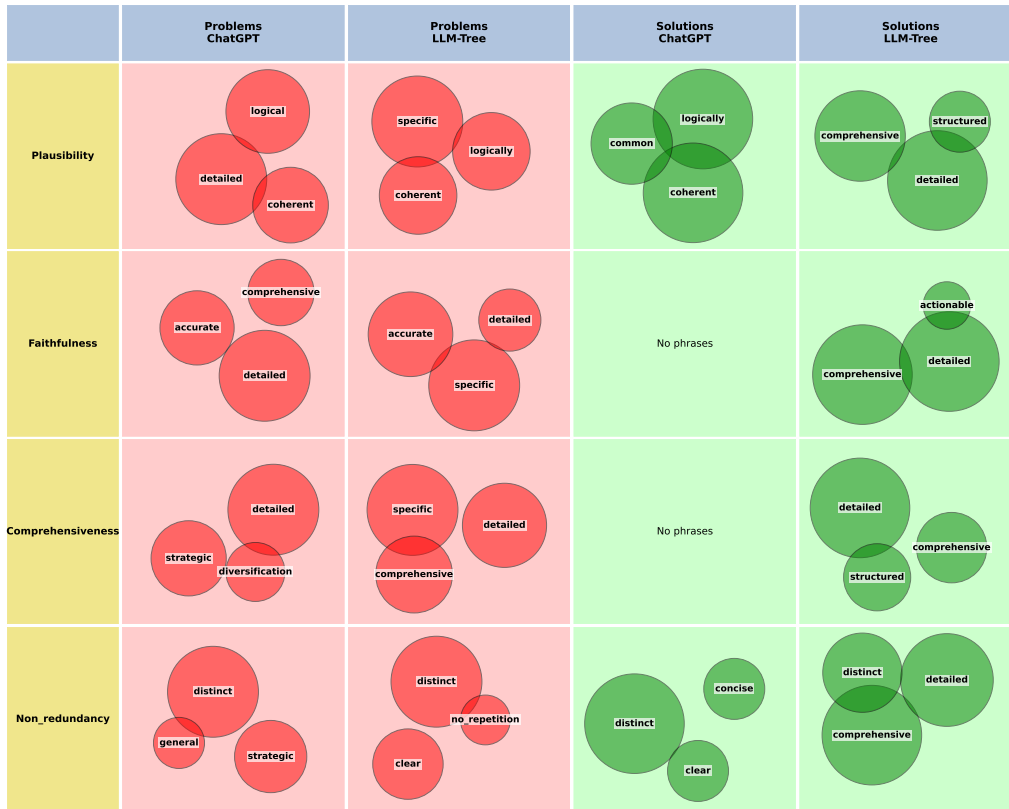 Problems
ChatGPT
Problems
LLM-Tree
Solutions
ChatGPT
Solutions
LLM-Tree
Plausibility
logical
detailed
coherent
specific
logically
coherent
logically
common
coherent
structured
comprehensive
detailed
Faithfulness
comprehensive
accurate
detailed
detailed
accurate
specific
No phrases
actionable
detailed
comprehensive
Comprehensiveness
detailed
strategic
diversification
specific
detailed
comprehensive
No phrases
detailed
comprehensive
structured
Non_redundancy
distinct
general
strategic
distinct
no_repetition
clear
concise
distinct
clear
distinct
detailed
comprehensive